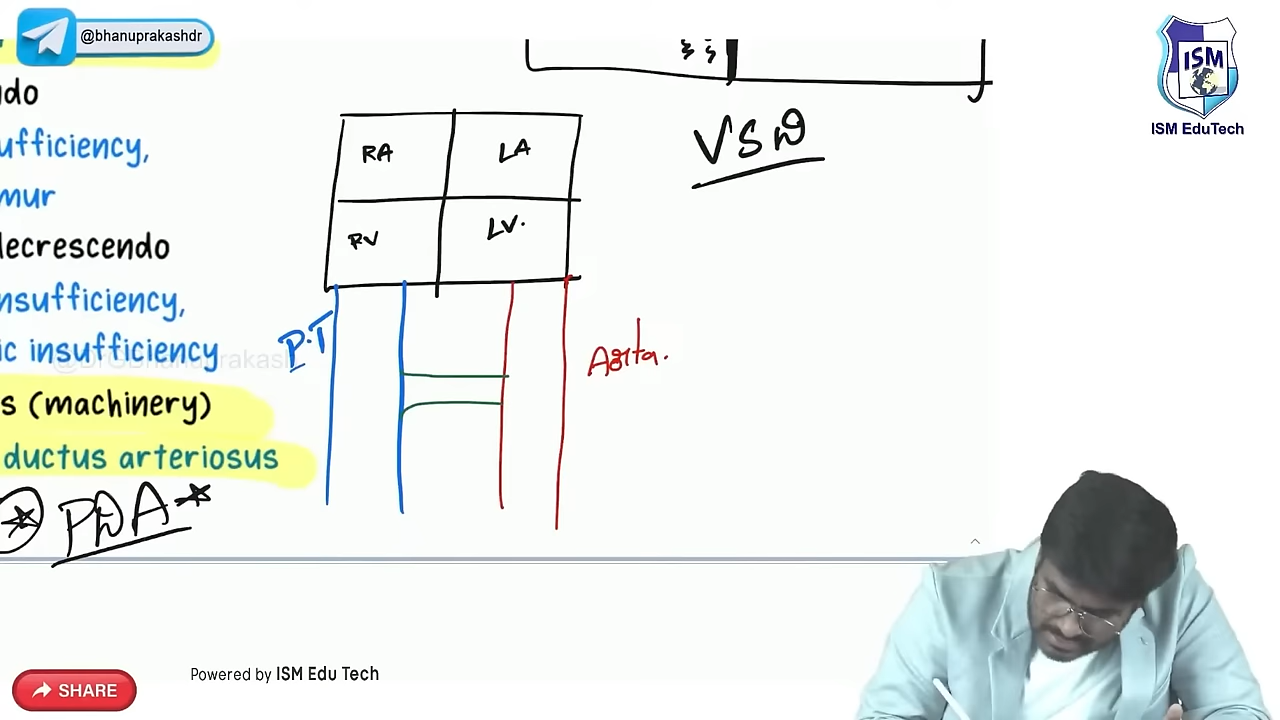 @bhanuprakashdr
ufficiency,
mur
decrescendo
nsufficiency,
ic insufficiency
s (machinery)
ductus arteriosus
PDA
RA LA
RV LV.
P.T
Aorta.
VSD
ISM
ISM EduTech
Powered by ISM Edu Tech
SHARE